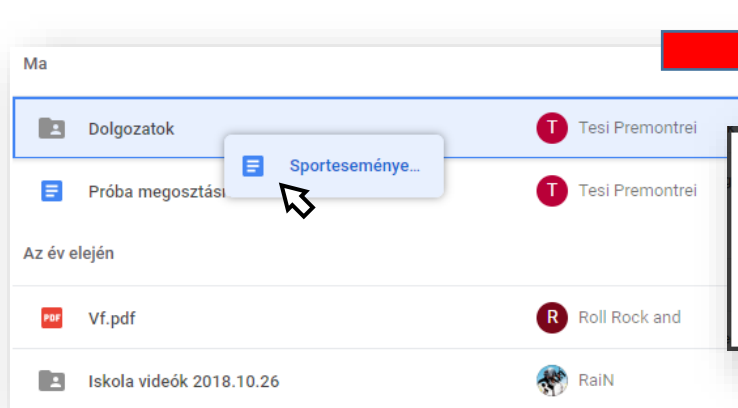 Ma
Dolgozatok
T Tesi Premontrei
Sporteseménye...
Próba megosztás
T Tesi Premontrei
Az év elején
PDF Vf.pdf
R Roll Rock and
Iskola videók 2018.10.26
RaiN